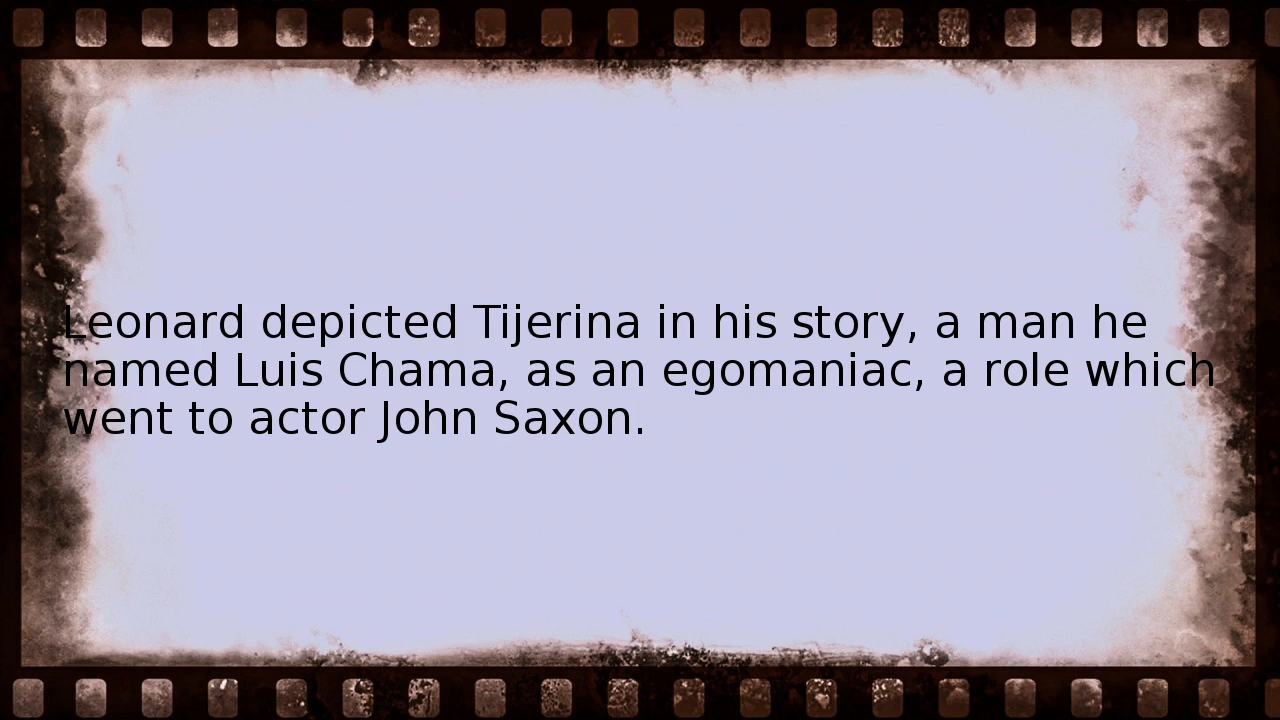 Leonard depicted Tijerina in his story, a man he
named Luis Chama, as an egomaniac, a role which
went to actor John Saxon.